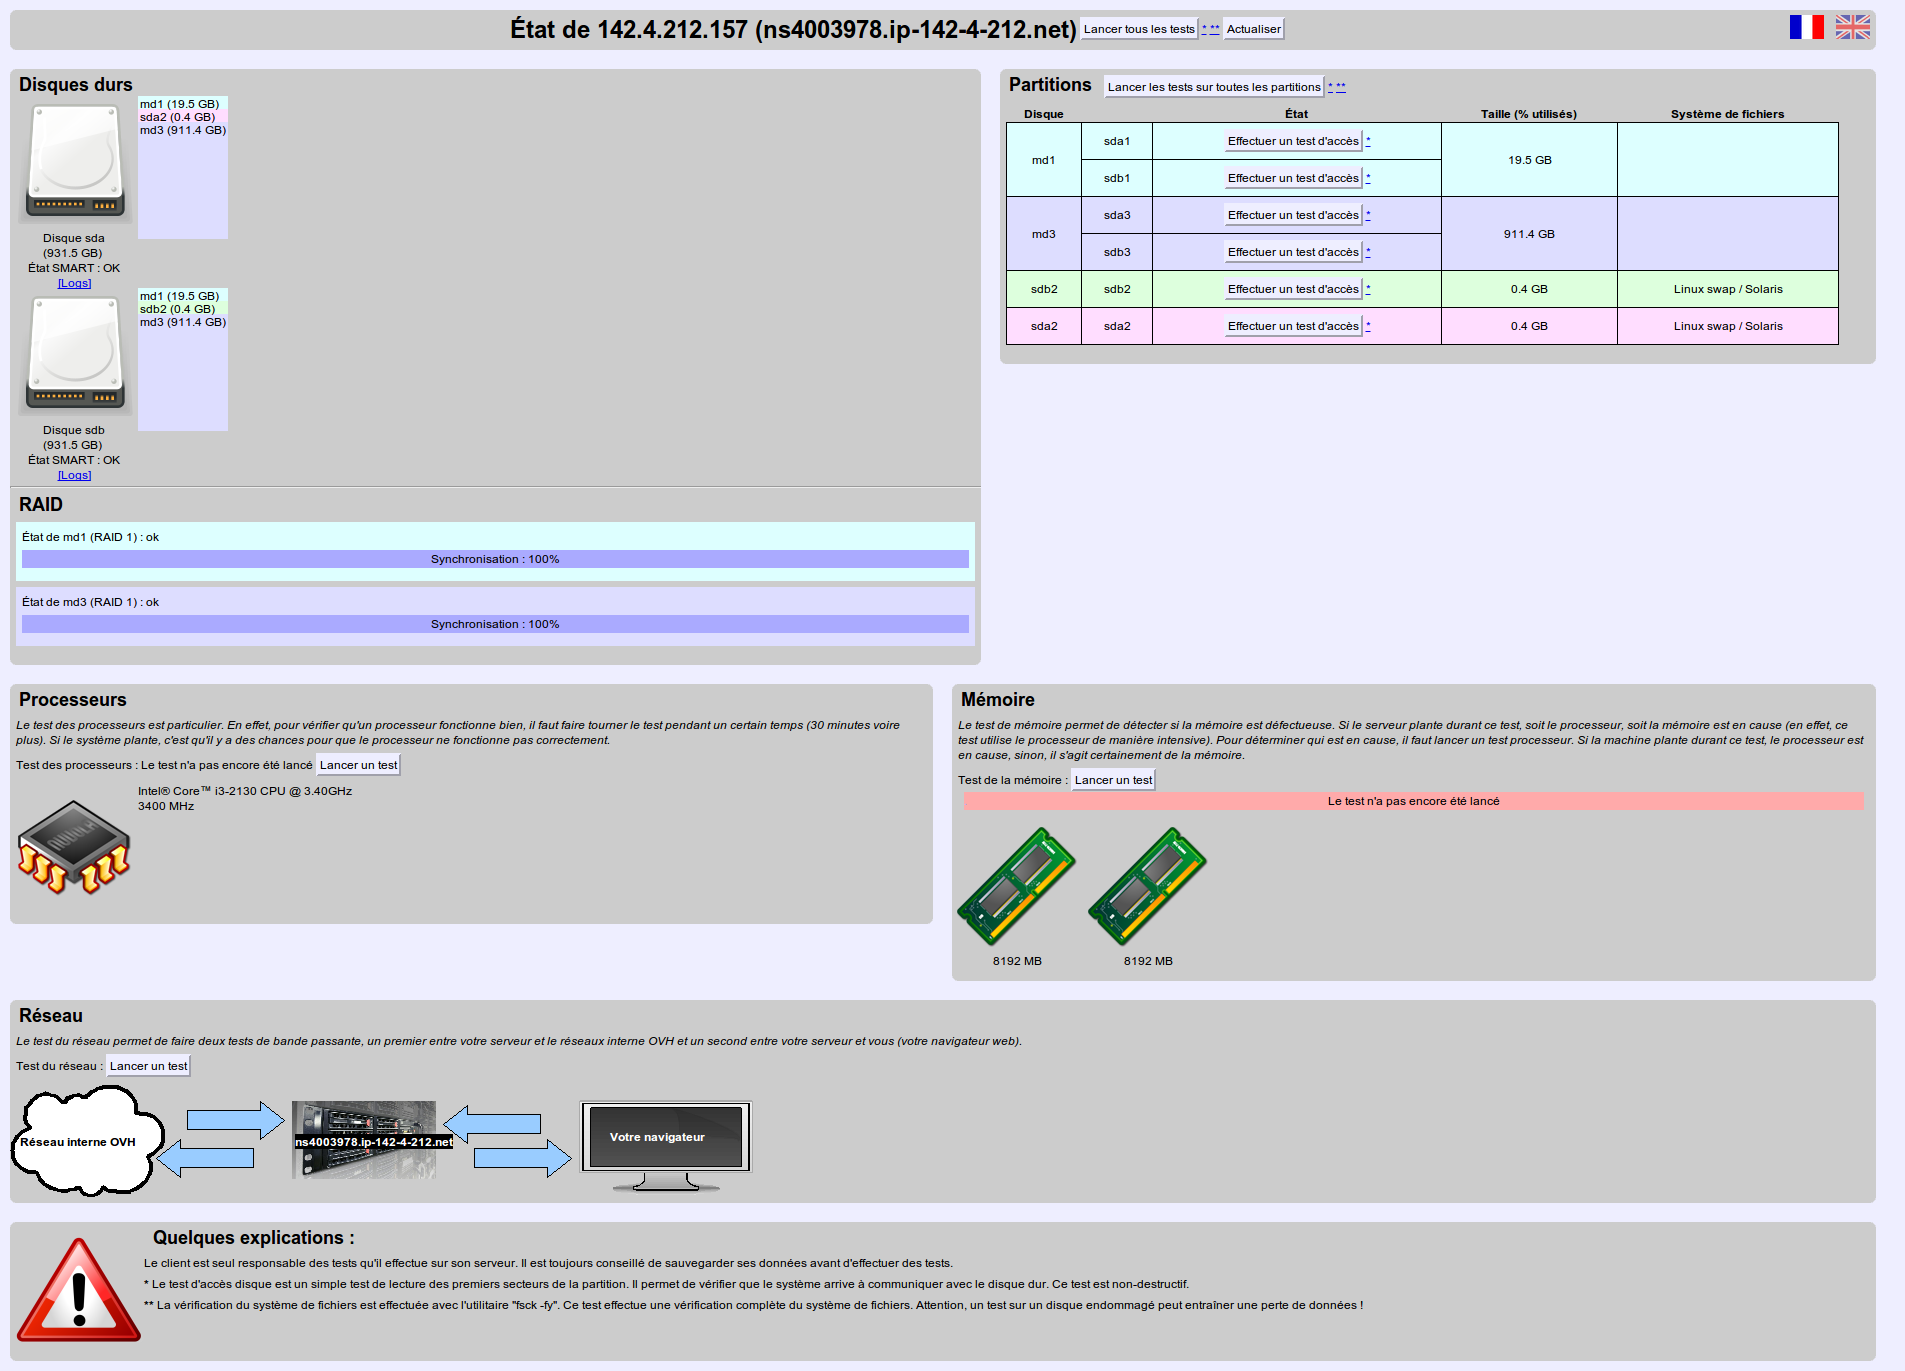 État de 142.4.212.157 (ns4003978.ip-142-4-212.net) Lancer tous les tests * ** Actualiser
Disques durs
md1 (19.5 GB)
sda2 (0.4 GB)
md3 (911.4 GB)
Disque sda
(931.5 GB)
État SMART : OK
[Logs]
md1 (19.5 GB)
sdb2 (0.4 GB)
md3 (911.4 GB)
Disque sdb
(931.5 GB)
État SMART : OK
[Logs]
RAID
État de md1 (RAID 1) : ok
Synchronisation : 100%
État de md3 (RAID 1) : ok
Synchronisation : 100%
Partitions Lancer les tests sur toutes les partitions * **
Disque État Taille (% utilisés) Système de fichiers
md1 sda1 Effectuer un test d'accès * 19.5 GB
sdb1 Effectuer un test d'accès *
md3 sda3 Effectuer un test d'accès * 911.4 GB
sdb3 Effectuer un test d'accès *
sdb2 sdb2 Effectuer un test d'accès * 0.4 GB Linux swap / Solaris
sda2 sda2 Effectuer un test d'accès * 0.4 GB Linux swap / Solaris
Processeurs
Le test des processeurs est particulier. En effet, pour vérifier qu'un processeur fonctionne bien, il faut faire tourner le test pendant un certain temps (30 minutes voire
plus). Si le système plante, c'est qu'il y a des chances pour que le processeur ne fonctionne pas correctement.
Test des processeurs : Le test n'a pas encore été lancé Lancer un test
Intel® Core™ i3-2130 CPU @ 3.40GHz
3400 MHz
Mémoire
Le test de mémoire permet de détecter si la mémoire est défectueuse. Si le serveur plante durant ce test, soit le processeur, soit la mémoire est en cause (en effet, ce
test utilise le processeur de manière intensive). Pour déterminer qui est en cause, il faut lancer un test processeur. Si la machine plante durant ce test, le processeur est
en cause, sinon, il s'agit certainement de la mémoire.
Test de la mémoire : Lancer un test
Le test n'a pas encore été lancé
8192 MB 8192 MB
Réseau
Le test du réseau permet de faire deux tests de bande passante, un premier entre votre serveur et le réseaux interne OVH et un second entre votre serveur et vous (votre navigateur web).
Test du réseau : Lancer un test
Réseau interne OVH
ns4003978.ip-142-4-212.net
Votre navigateur
Quelques explications :
Le client est seul responsable des tests qu'il effectue sur son serveur. Il est toujours conseillé de sauvegarder ses données avant d'effectuer des tests.
* Le test d'accès disque est un simple test de lecture des premiers secteurs de la partition. Il permet de vérifier que le système arrive à communiquer avec le disque dur. Ce test est non-destructif.
** La vérification du système de fichiers est effectuée avec l'utilitaire "fsck -fy". Ce test effectue une vérification complète du système de fichiers. Attention, un test sur un disque endommagé peut entraîner une perte de données !